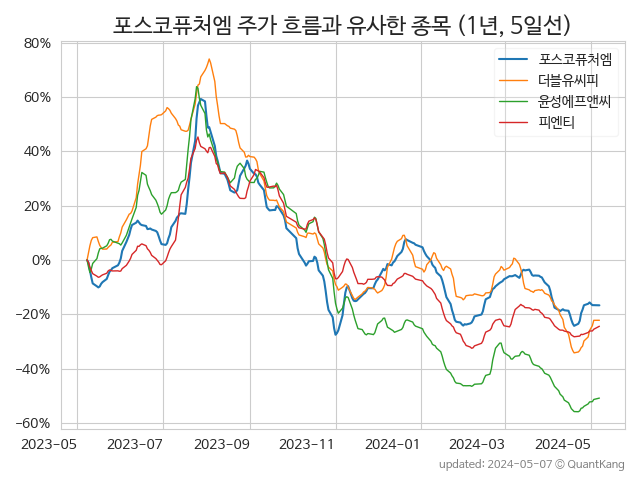 포스코퓨처엠 주가 흐름과 유사한 종목 (1년, 5일선)
80%
60%
40%
20%
0%
−20%
−40%
−60%
포스코퓨처엠
더블유씨피
윤성에프앤씨
피엔티
2023-05
2023-07
2023-09
2023-11
2024-01
2024-03
2024-05
updated: 2024-05-07 © QuantKang